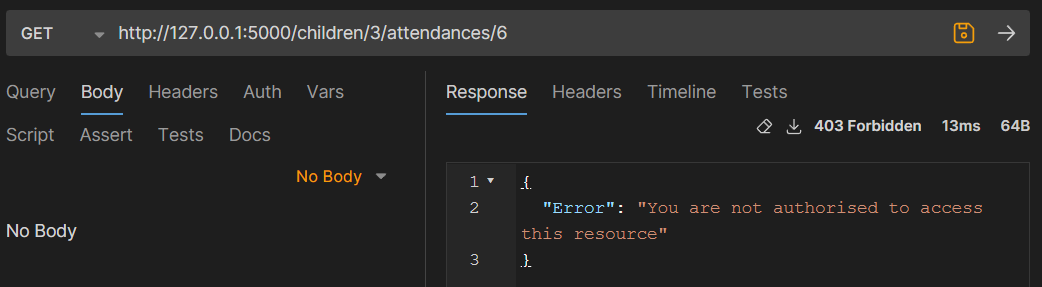 GET http://127.0.0.1:5000/children/3/attendances/6
Query Body Headers Auth Vars
Script Assert Tests Docs
No Body
No Body
Response Headers Timeline Tests
403 Forbidden 13ms 64B
1 {
2 "Error": "You are not authorised to access
this resource"
3 }